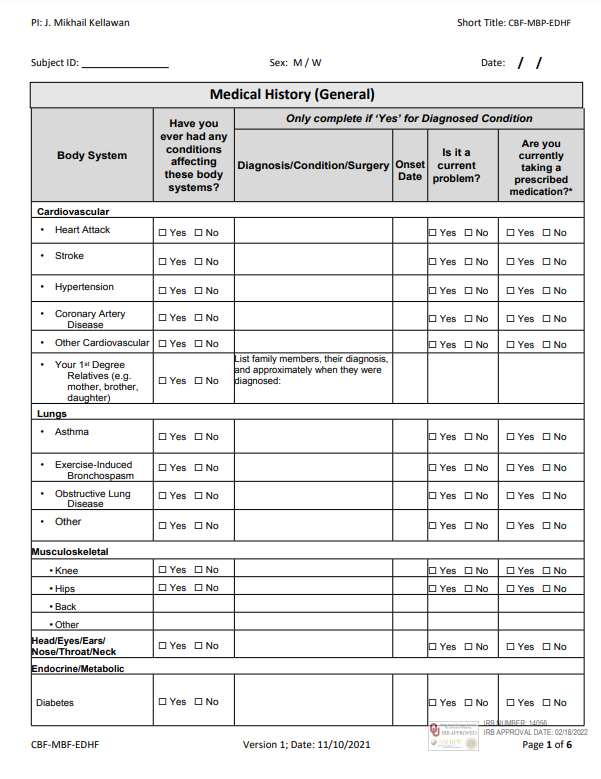 PI: J. Mikhail Kellawan Short Title: CBF-MBP-EDHF
Subject ID: _______________ Sex: M / W Date: / /
Medical History (General)
Body System
Have you
ever had any
conditions
affecting
these body
systems?
Only complete if ‘Yes’ for Diagnosed Condition
Diagnosis/Condition/Surgery
Onset
Date
Is it a
current
problem?
Are you
currently
taking a
prescribed
medication?*
Cardiovascular
• Heart Attack ☐ Yes ☐ No ☐ Yes ☐ No ☐ Yes ☐ No
• Stroke ☐ Yes ☐ No ☐ Yes ☐ No ☐ Yes ☐ No
• Hypertension ☐ Yes ☐ No ☐ Yes ☐ No ☐ Yes ☐ No
• Coronary Artery
Disease ☐ Yes ☐ No ☐ Yes ☐ No ☐ Yes ☐ No
• Other Cardiovascular ☐ Yes ☐ No ☐ Yes ☐ No ☐ Yes ☐ No
• Your 1st Degree
Relatives (e.g.
mother, brother,
daughter)
☐ Yes ☐ No
List family members, their diagnosis,
and approximately when they were
diagnosed:
Lungs
• Asthma ☐ Yes ☐ No ☐ Yes ☐ No ☐ Yes ☐ No
• Exercise-Induced
Bronchospasm ☐ Yes ☐ No ☐ Yes ☐ No ☐ Yes ☐ No
• Obstructive Lung
Disease ☐ Yes ☐ No ☐ Yes ☐ No ☐ Yes ☐ No
• Other ☐ Yes ☐ No ☐ Yes ☐ No ☐ Yes ☐ No
Musculoskeletal
• Knee ☐ Yes ☐ No ☐ Yes ☐ No ☐ Yes ☐ No
• Hips ☐ Yes ☐ No ☐ Yes ☐ No ☐ Yes ☐ No
• Back
• Other
Head/Eyes/Ears/
Nose/Throat/Neck ☐ Yes ☐ No ☐ Yes ☐ No ☐ Yes ☐ No
Endocrine/Metabolic
Diabetes ☐ Yes ☐ No ☐ Yes ☐ No ☐ Yes ☐ No
IRB APPROVED
IRB NUMBER: 14056
IRB APPROVAL DATE: 02/18/2022
CBF-MBF-EDHF Version 1; Date: 11/10/2021 Page 1 of 6